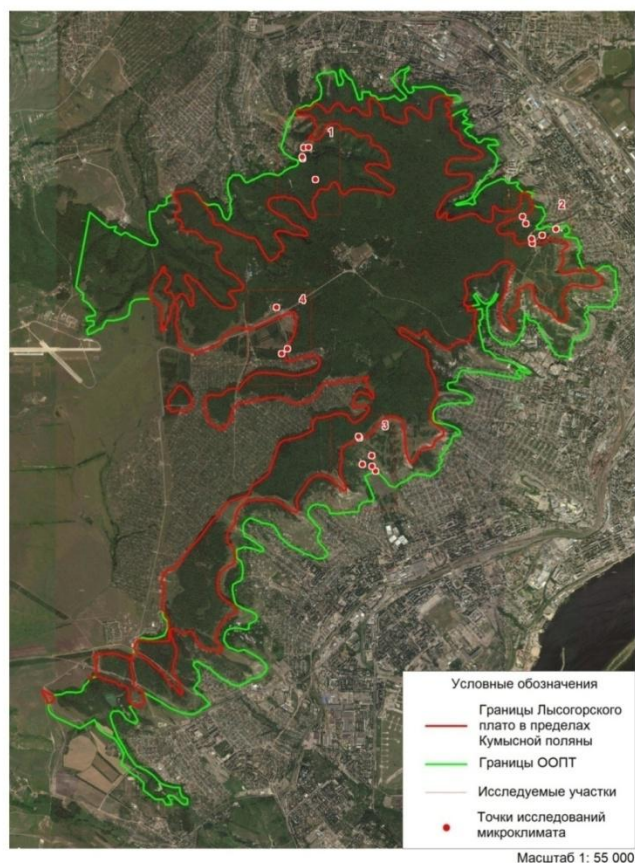 1
2
4
3
Условные обозначения
Границы Лысогорского
плато в пределах
Кумысной поляны
Границы ООПТ
Исследуемые участки
Точки исследований
микроклимата
Масштаб 1: 55 000